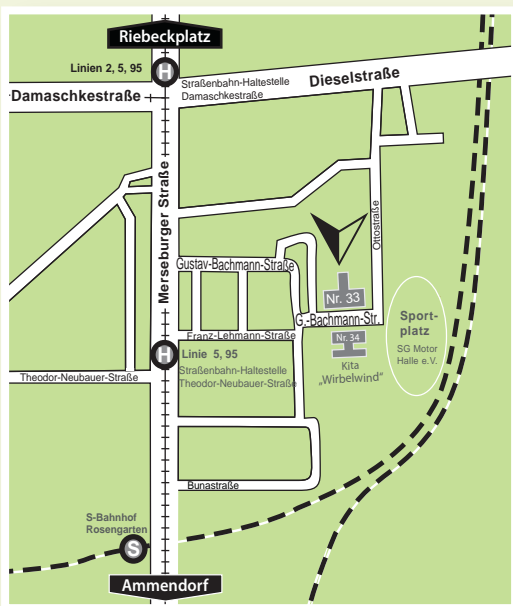 Riebeckplatz
Linien 2, 5, 95
H
Straßenbahn-Haltestelle
Damaschkestraße
Dieselstraße
Damaschkestraße
Merseburger Straße
Ottostraße
Gustav-Bachmann-Straße
Nr. 33
G.-Bachmann-Str.
Franz-Lehmann-Straße
Nr. 34
Kita
„Wirbelwind“
Sport-
platz
SG Motor
Halle e.V.
H
Linie 5, 95
Straßenbahn-Haltestelle
Theodor-Neubauer-Straße
Theodor-Neubauer-Straße
Bunastraße
S-Bahnhof
Rosengarten
S
Ammendorf